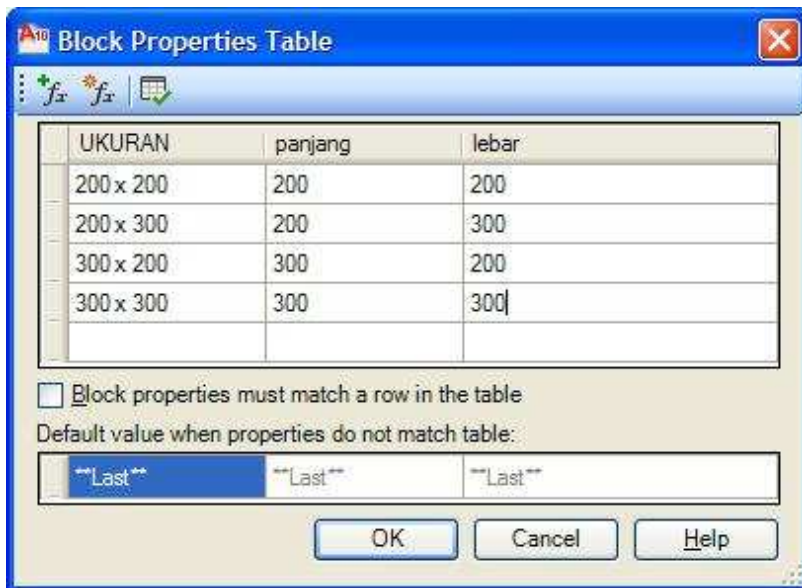 Block Properties Table
UKURAN panjang lebar
200 x 200 200 200
200 x 300 200 300
300 x 200 300 200
300 x 300 300 300
Block properties must match a row in the table
Default value when properties do not match table:
**Last** **Last** **Last**
OK Cancel Help